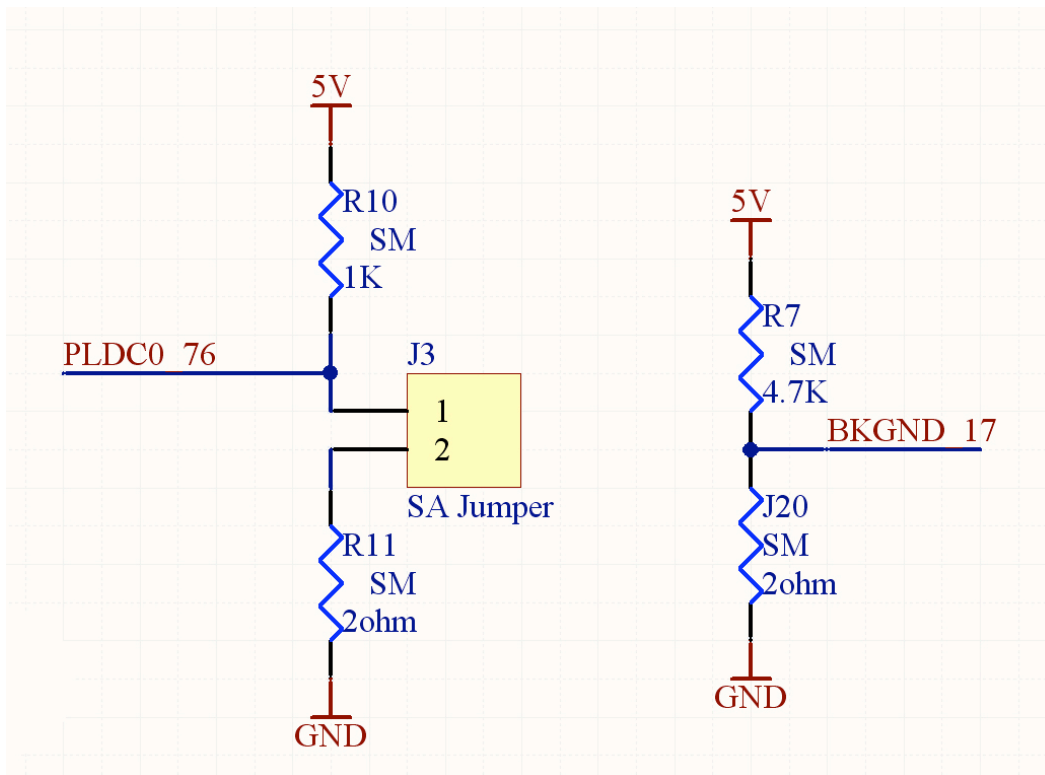 5V
R10
SM
1K
PLDC0 76
J3
1
2
SA Jumper
R11
SM
2ohm
GND
5V
R7
SM
4.7K
BKGND 17
J20
SM
2ohm
GND